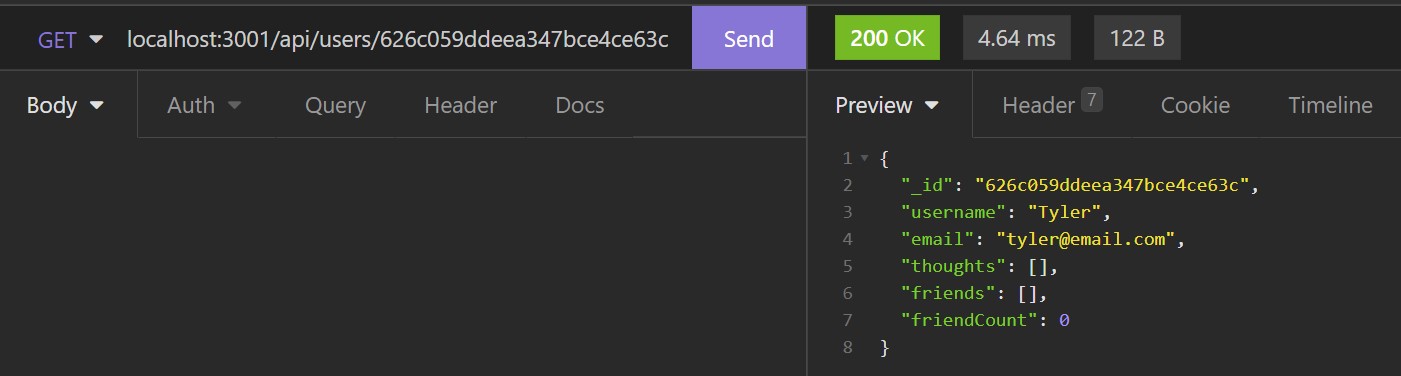 GET localhost:3001/api/users/626c059ddeea347bce4ce63c Send 200 OK 4.64 ms 122 B
Body Auth Query Header Docs Preview Header 7 Cookie Timeline
1 {
2 "_id": "626c059ddeea347bce4ce63c",
3 "username": "Tyler",
4 "email": "tyler@email.com",
5 "thoughts": [],
6 "friends": [],
7 "friendCount": 0
8 }